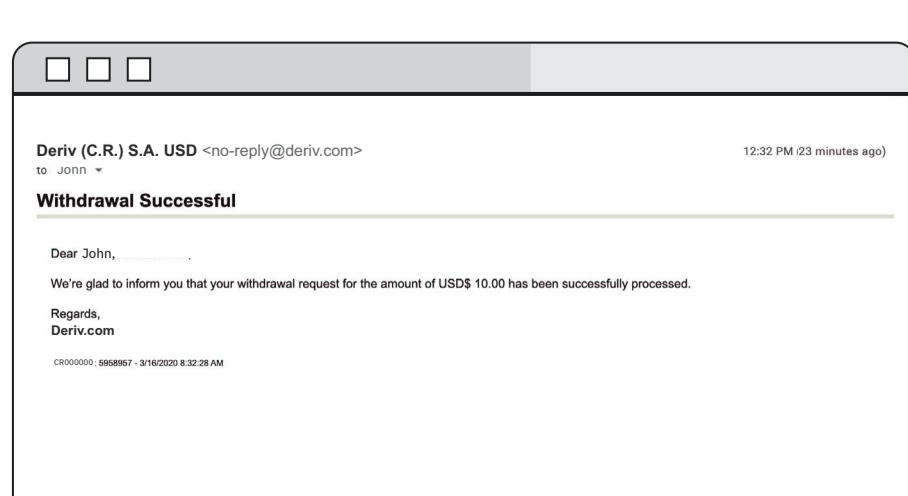 Deriv (C.R.) S.A. USD <no-reply@deriv.com> 12:32 PM (23 minutes ago)
to Jonn
Withdrawal Successful
Dear John,
We're glad to inform you that your withdrawal request for the amount of USD$ 10.00 has been successfully processed.
Regards,
Deriv.com
CR000000; 5958957 - 3/16/2020 8:32:28 AM